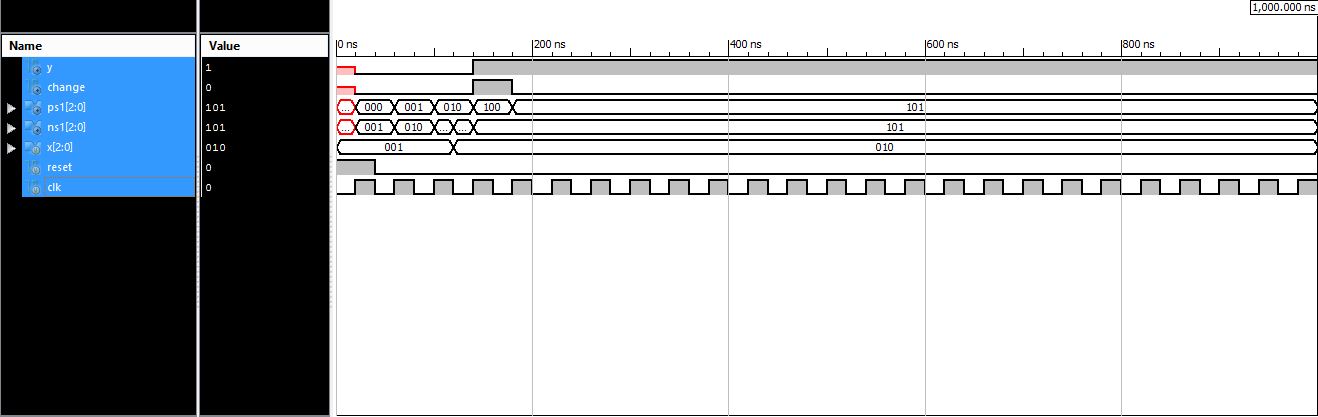 1,000.000 ns
Name Value 0 ns 200 ns 400 ns 600 ns 800 ns
y 1
change 0
ps1[2:0] 101 ... 000 001 010 100 101
ns1[2:0] 101 ... 001 010 ... ... 101
x[2:0] 010 001 010
reset 0
clk 0